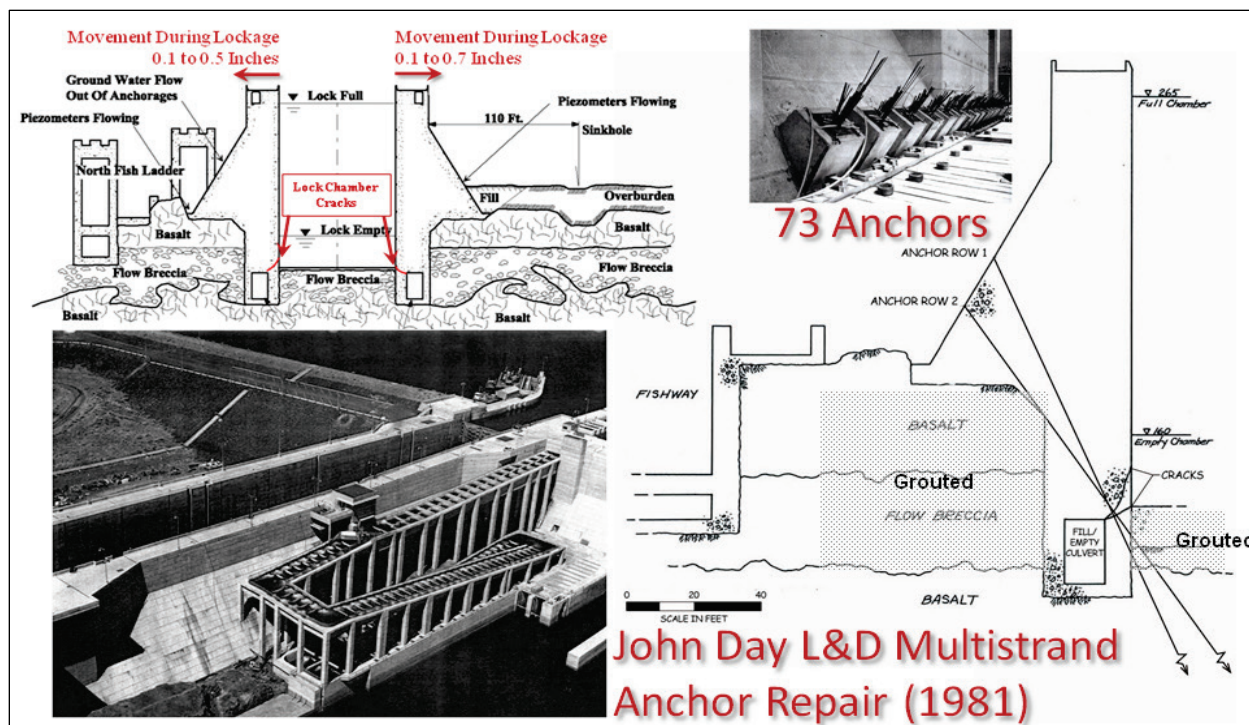 Movement During Lockage
0.1 to 0.5 Inches
Movement During Lockage
0.1 to 0.7 Inches
Ground Water Flow
Out Of Anchorages
Piezometers Flowing
Lock Full
Piezometers Flowing
110 Ft.
Sinkhole
North Fish Ladder
Lock Chamber
Cracks
Fill
Overburden
Basalt
Lock Empty
Basalt
Flow Breccia
Flow Breccia
Flow Breccia
Basalt
Basalt
73 Anchors
265
Full Chamber
ANCHOR ROW 1
ANCHOR ROW 2
FISHWAY
BASALT
160
Empty Chamber
CRACKS
Grouted
FLOW BRECCIA
FILL/
EMPTY
CULVERT
Grouted
BASALT
0 20 40
SCALE IN FEET
John Day L&D Multistrand
Anchor Repair (1981)